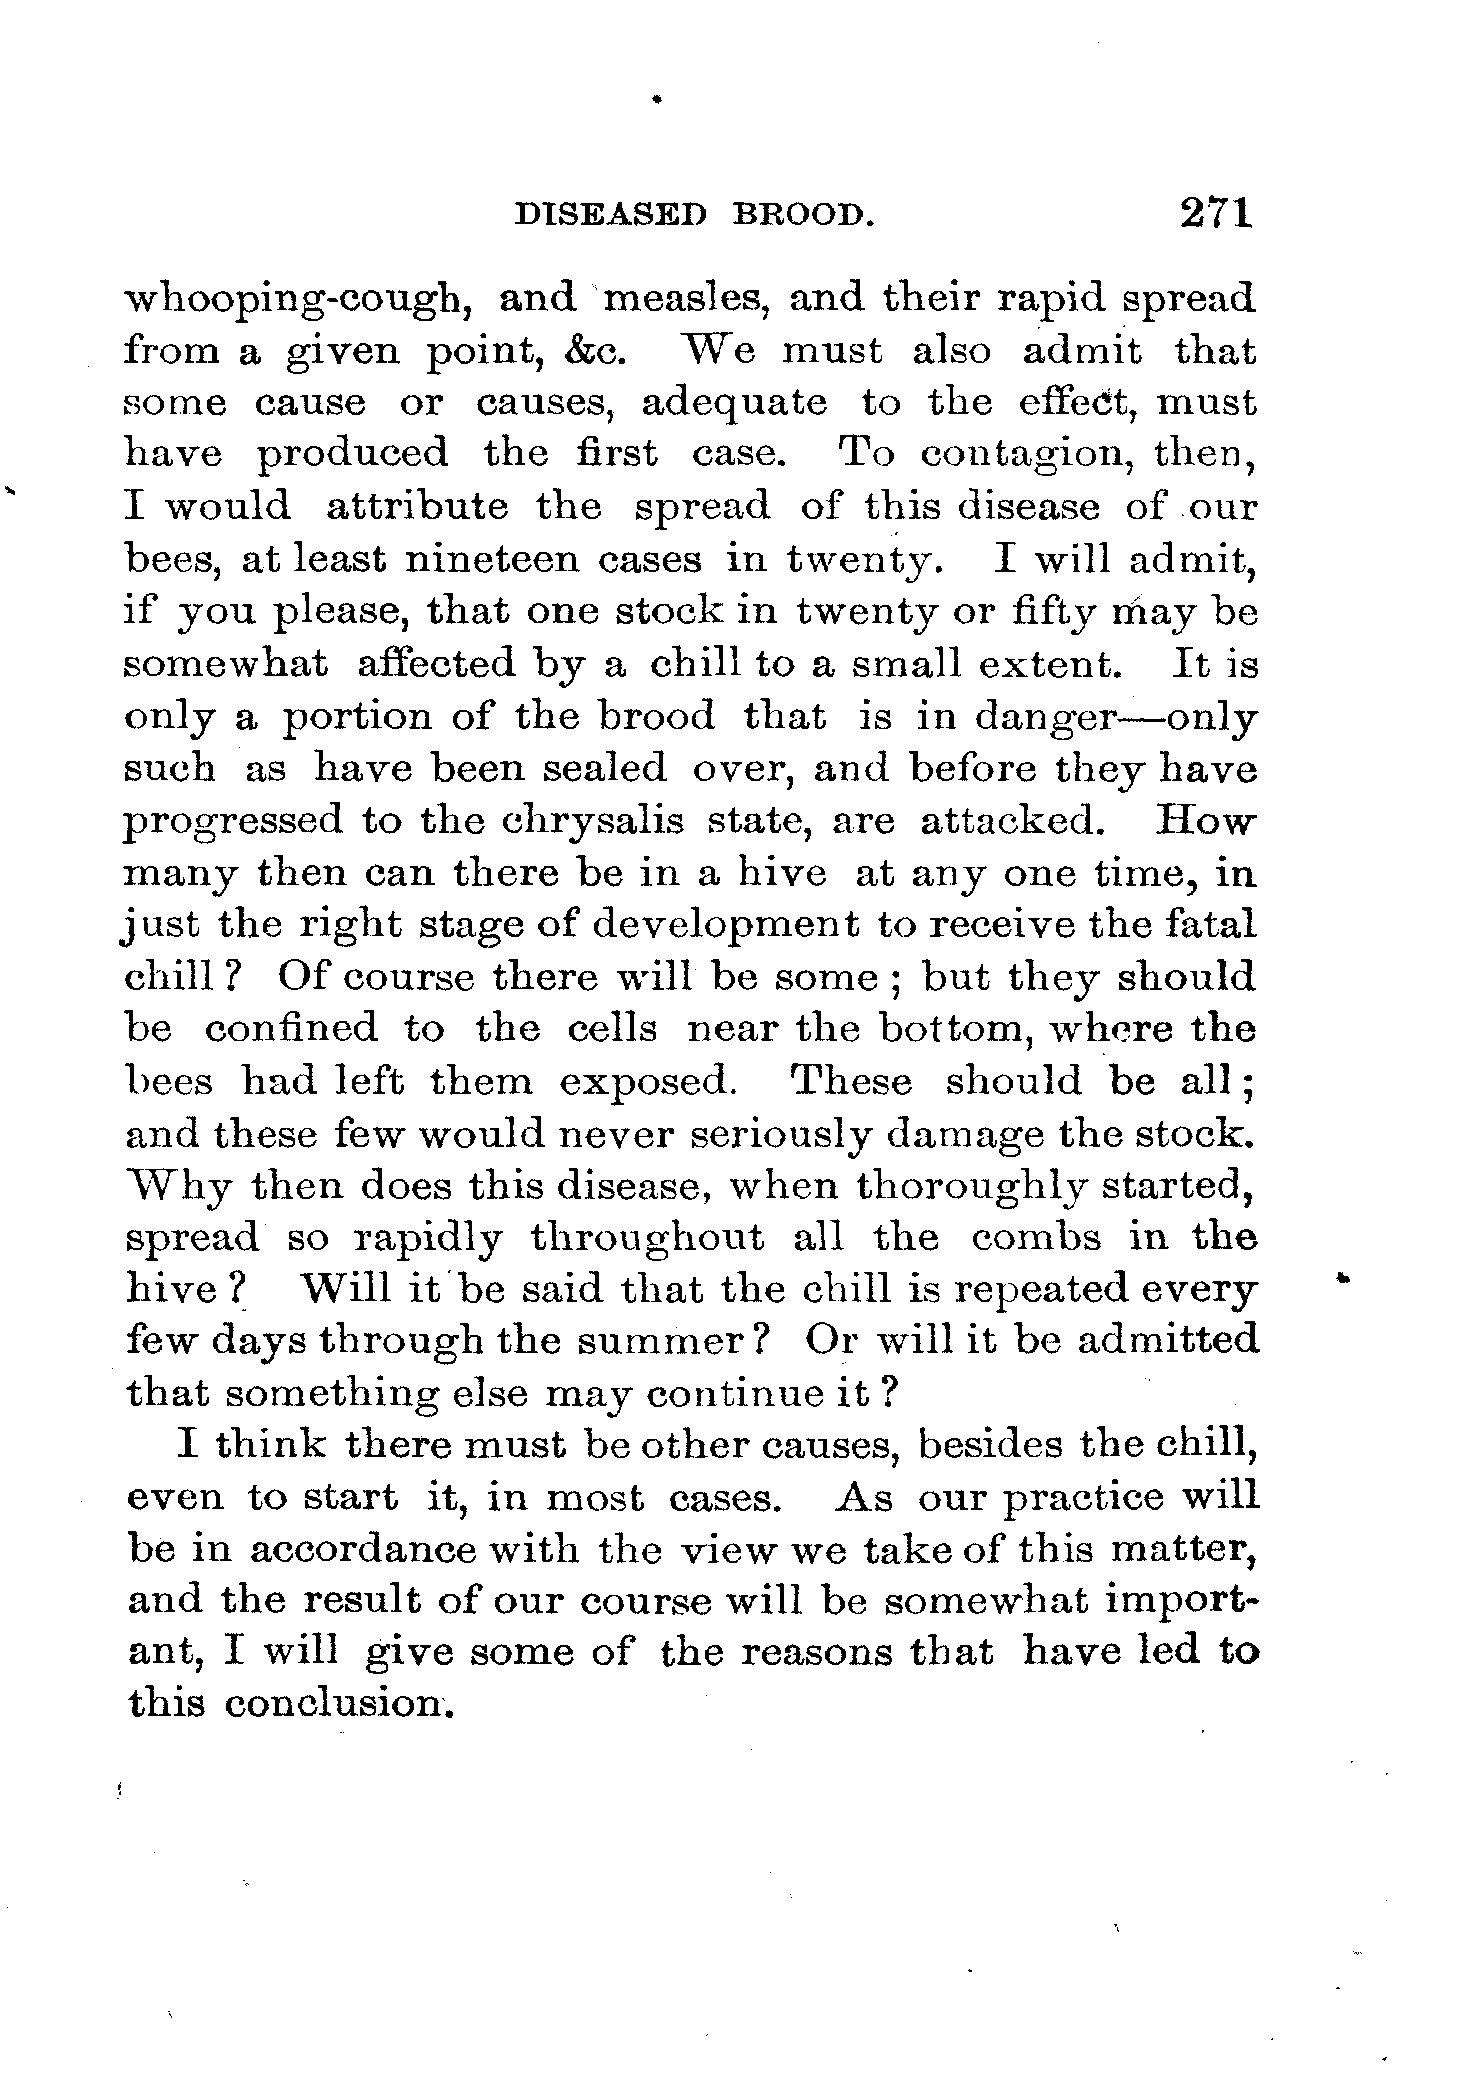 DISEASED BROOD. 271
whooping-cough, and measles, and their rapid spread
from a given point, &c. We must also admit that
some cause or causes, adequate to the effect, must
have produced the first case. To contagion, then,
I would attribute the spread of this disease of our
bees, at least nineteen cases in twenty. I will admit,
if you please, that one stock in twenty or fifty may be
somewhat affected by a chill to a small extent. It is
only a portion of the brood that is in danger—only
such as have been sealed over, and before they have
progressed to the chrysalis state, are attacked. How
many then can there be in a hive at any one time, in
just the right stage of development to receive the fatal
chill? Of course there will be some; but they should
be confined to the cells near the bottom, where the
bees had left them exposed. These should be all;
and these few would never seriously damage the stock.
Why then does this disease, when thoroughly started,
spread so rapidly throughout all the combs in the
hive? Will it be said that the chill is repeated every
few days through the summer? Or will it be admitted
that something else may continue it?
I think there must be other causes, besides the chill,
even to start it, in most cases. As our practice will
be in accordance with the view we take of this matter,
and the result of our course will be somewhat import-
ant, I will give some of the reasons that have led to
this conclusion.